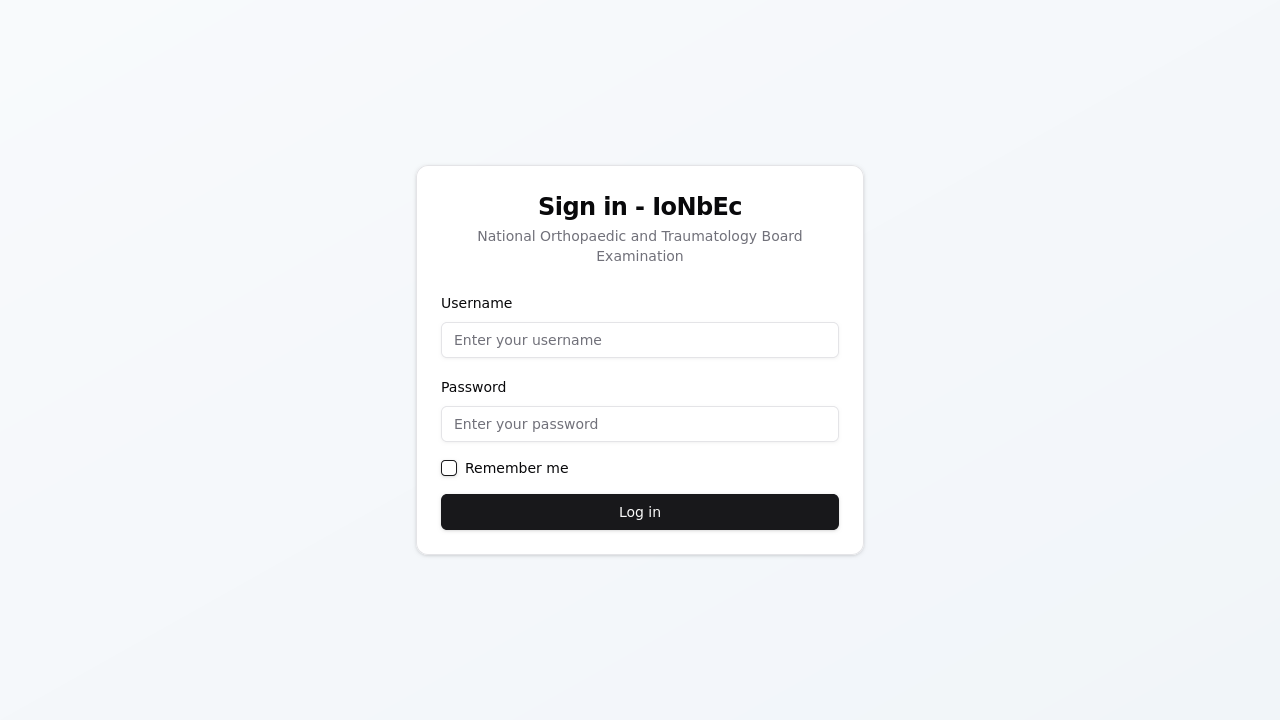 Sign in - IoNbEc
National Orthopaedic and Traumatology Board
Examination
Username
Enter your username
Password
Enter your password
Remember me
Log in